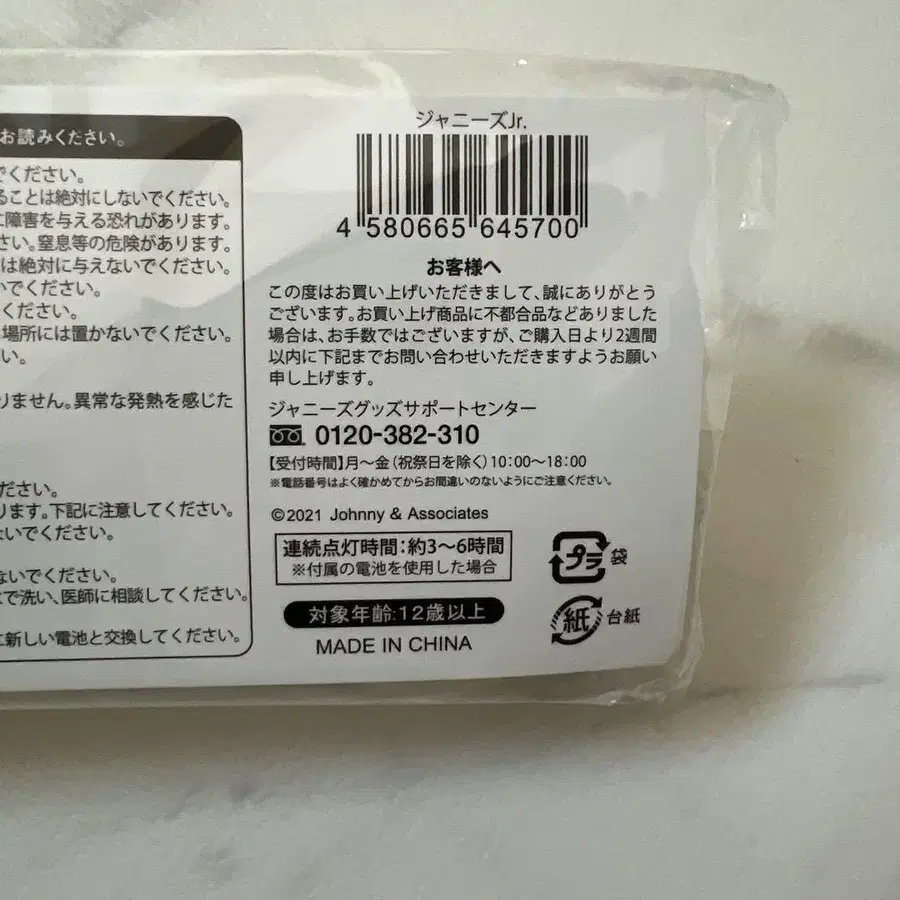 お読みください。
でください。
ることは絶対にしないでください。
に障害を与える恐れがあります。
さい。窒息等の危険があります。
は絶対に与えないでください。
いでください。
ください。
場所には置かないでください。
い。
りません。異常な発熱を感じた
ださい。
ります。下記に注意してください。
ないでください。
ないでください。
水で洗い、医師に相談してください。
に新しい電池と交換してください。
ジャニーズJr.
4 580665 645700
お客様へ
この度はお買い上げいただきまして、誠にありがとう
ございます。お買い上げ商品に不都合品などありました
場合は、お手数ではございますが、ご購入日より2週間
以内に下記までお問い合わせいただきますようお願い
申し上げます。
ジャニーズグッズサポートセンター
0120-382-310
【受付時間】月〜金（祝祭日を除く）10:00〜18:00
※電話番号はよく確かめてからお間違いのないようにご注意ください。
©2021 Johnny & Associates
連続点灯時間：約3〜6時間
※付属の電池を使用した場合
対象年齢:12歳以上
MADE IN CHINA
プラ 袋
紙 台紙